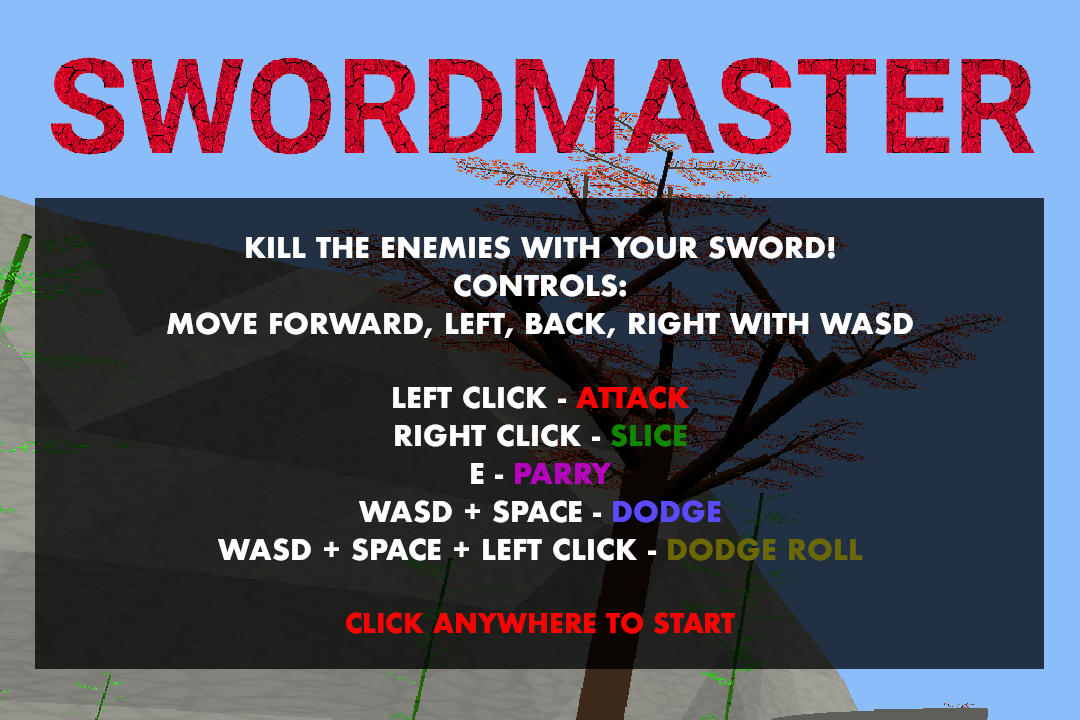 SWORDMASTER
KILL THE ENEMIES WITH YOUR SWORD!
CONTROLS:
MOVE FORWARD, LEFT, BACK, RIGHT WITH WASD
LEFT CLICK - ATTACK
RIGHT CLICK - SLICE
E - PARRY
WASD + SPACE - DODGE
WASD + SPACE + LEFT CLICK - DODGE ROLL
CLICK ANYWHERE TO START